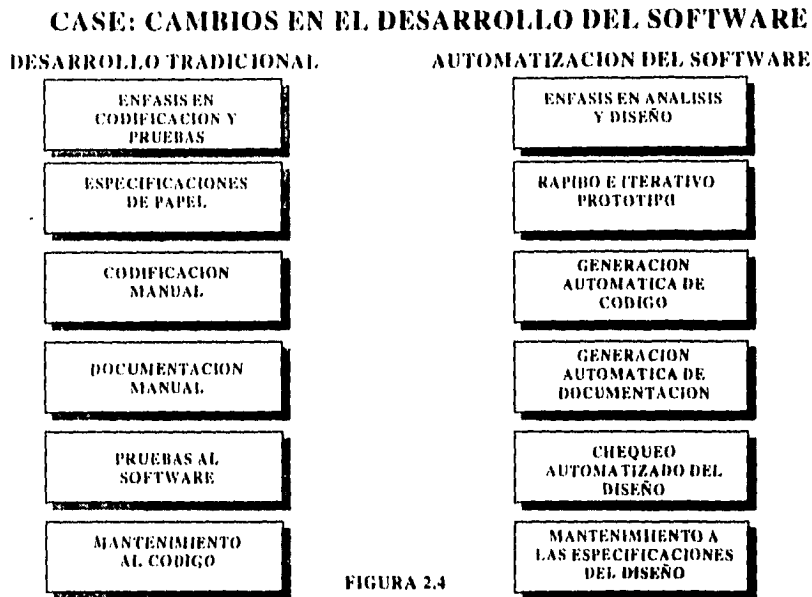 CASE: CAMBIOS EN EL DESARROLLO DEL SOFTWARE
DESARROLLO TRADICIONAL
ENFASIS EN
CODIFICACION Y
PRUEBAS
ESPECIFICACIONES
DE PAPEL
CODIFICACION
MANUAL
DOCUMENTACION
MANUAL
PRUEBAS AL
SOFTWARE
MANTENIMIENTO
AL CODIGO
AUTOMATIZACION DEL SOFTWARE
ENFASIS EN ANALISIS
Y DISEÑO
RAPIDO E ITERATIVO
PROTOTIPO
GENERACION
AUTOMATICA DE
CODIGO
GENERACION
AUTOMATICA DE
DOCUMENTACION
CHEQUEO
AUTOMATIZADO DEL
DISEÑO
MANTENIMIENTO A
LAS ESPECIFICACIONES
DEL DISEÑO
FIGURA 2.4